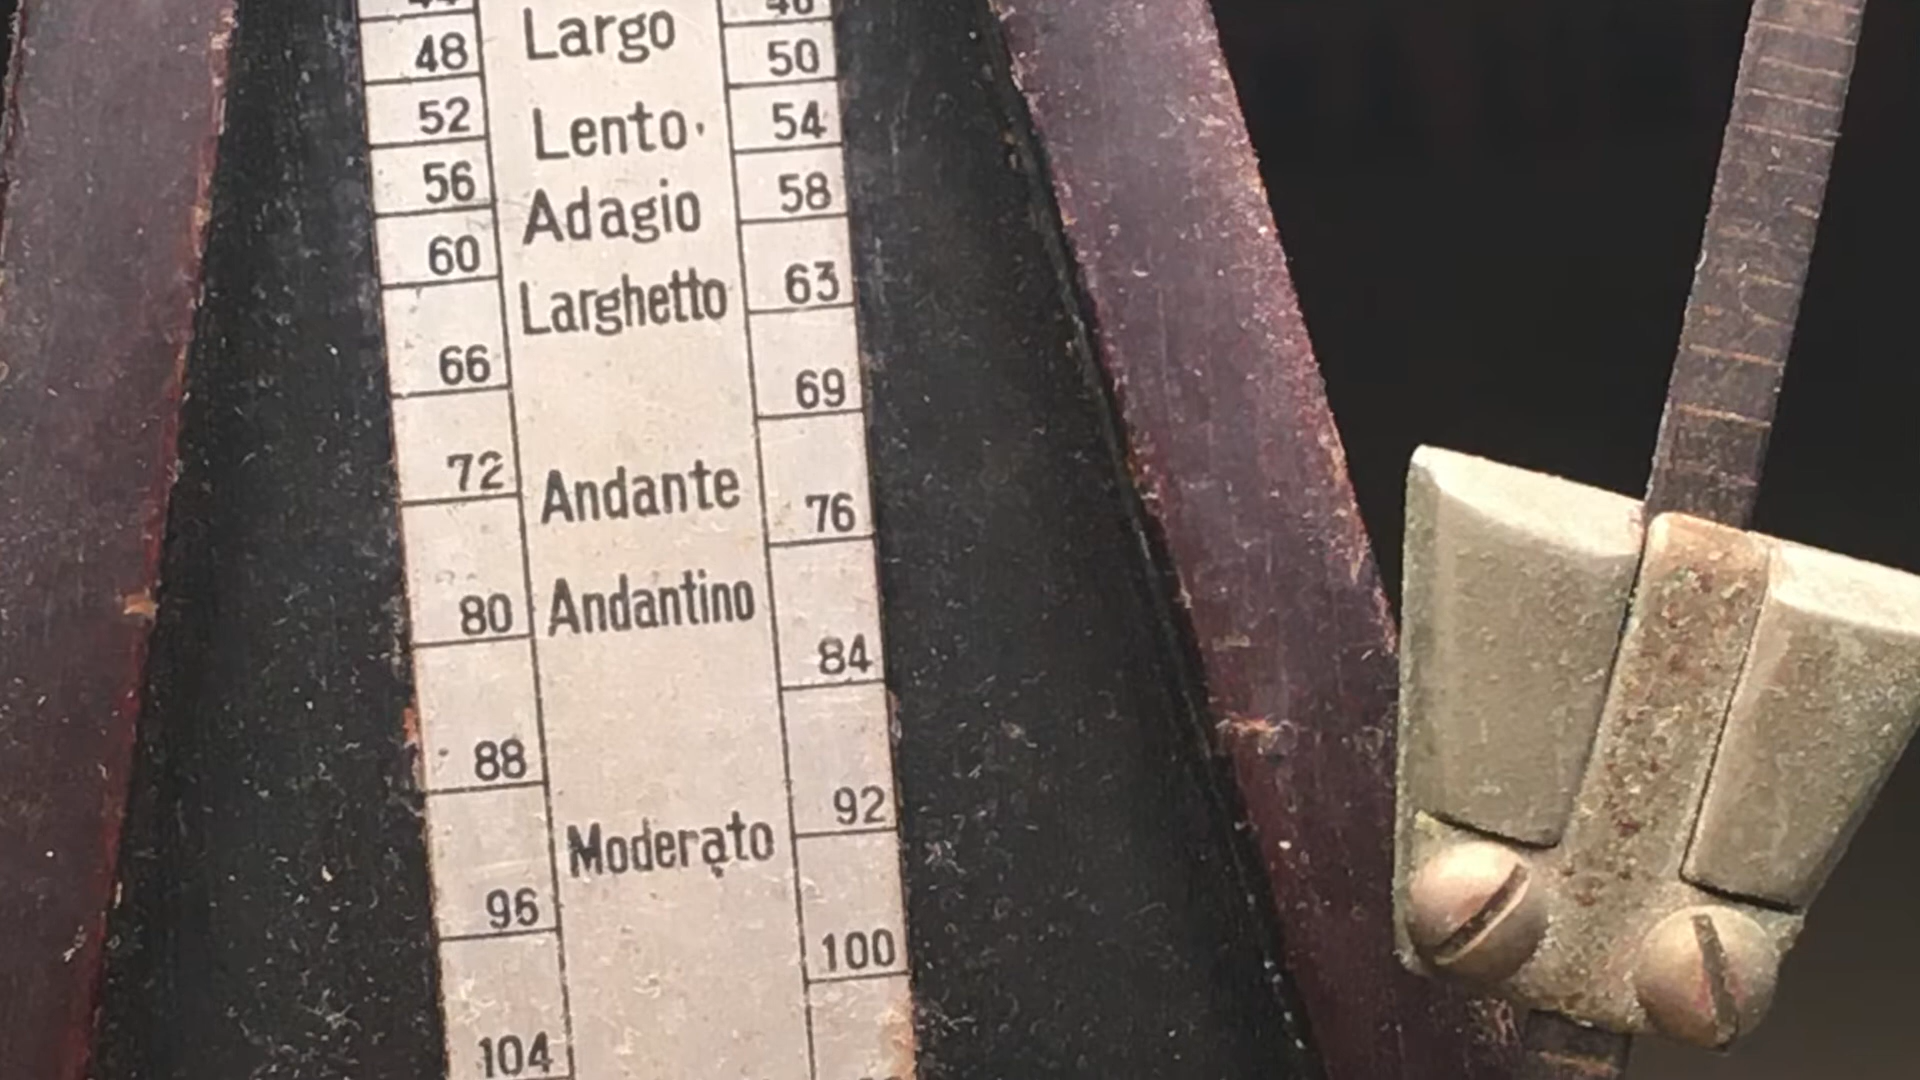 48 Largo 50
52 Lento 54
56 Adagio 58
60 Larghetto 63
66 69
72 Andante 76
80 Andantino 84
88 92
96 Moderato 100
104